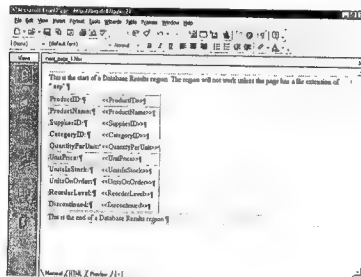 File Edit View Insert Format Tools Table Frames Window Help
(None) (default font) Normal B I U
Views new_page_1.htm
This is the start of a Database Results region. The region will not work unless the page has a file extension of
".asp" ¶
ProductID:¶ <<ProductID>>¶
ProductName:¶ <<ProductName>>¶
SupplierID:¶ <<SupplierID>>¶
CategoryID:¶ <<CategoryID>>¶
QuantityPerUnit:¶ <<QuantityPerUnit>>¶
UnitPrice:¶ <<UnitPrice>>¶
UnitsInStock:¶ <<UnitsInStock>>¶
UnitsOnOrder:¶ <<UnitsOnOrder>>¶
ReorderLevel:¶ <<ReorderLevel>>¶
Discontinued:¶ <<Discontinued>>¶
This is the end of a Database Results region ¶
Normal HTML Preview